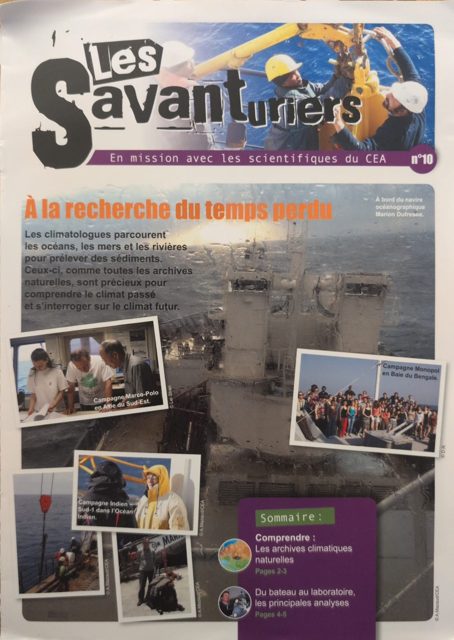 Les
Savanturiers
En mission avec les scientifiques du CEA
n°10
À la recherche du temps perdu
À bord du navire
océanographique
Marion Dufresne.
Les climatologues parcourent
les océans, les mers et les rivières
pour prélever des sédiments.
Ceux-ci, comme toutes les archives
naturelles, sont précieux pour
comprendre le climat passé
et s'interroger sur le climat futur.
Campagne Marco-Polo
en Asie du Sud-Est.
Campagne Monopol
en Baie du Bengale.
Campagne Indien
Sud-1 dans l'Océan
Indien.
Sommaire :
Comprendre :
Les archives climatiques
naturelles
Pages 2-3
Du bateau au laboratoire,
les principales analyses
Pages 4-5